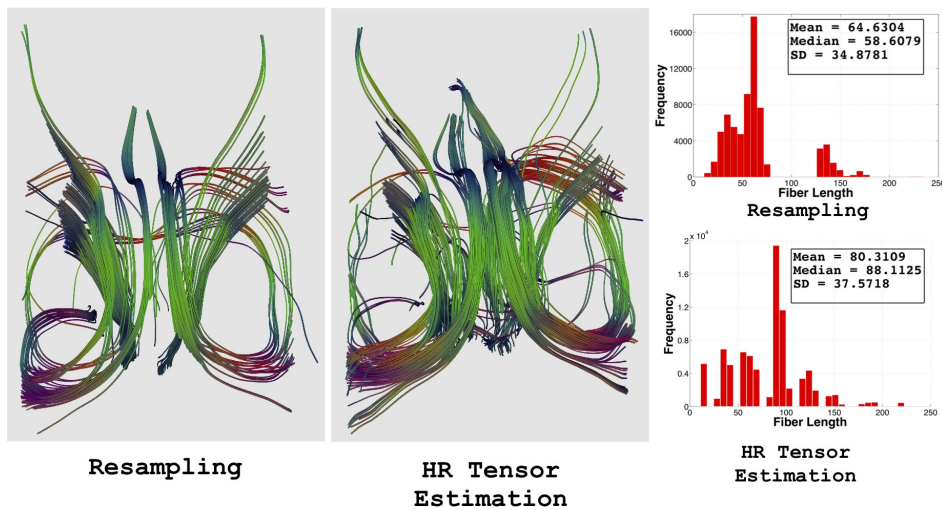 Resampling
HR Tensor
Estimation
Mean = 64.6304
Median = 58.6079
SD = 34.8781
Frequency
16000
12000
8000
4000
0
0 50 100 150 200 250
Fiber Length
Resampling
x 10^4
Mean = 80.3109
Median = 88.1125
SD = 37.5718
Frequency
2
1.6
1.2
0.8
0.4
0
0 50 100 150 200 250
Fiber Length
HR Tensor
Estimation